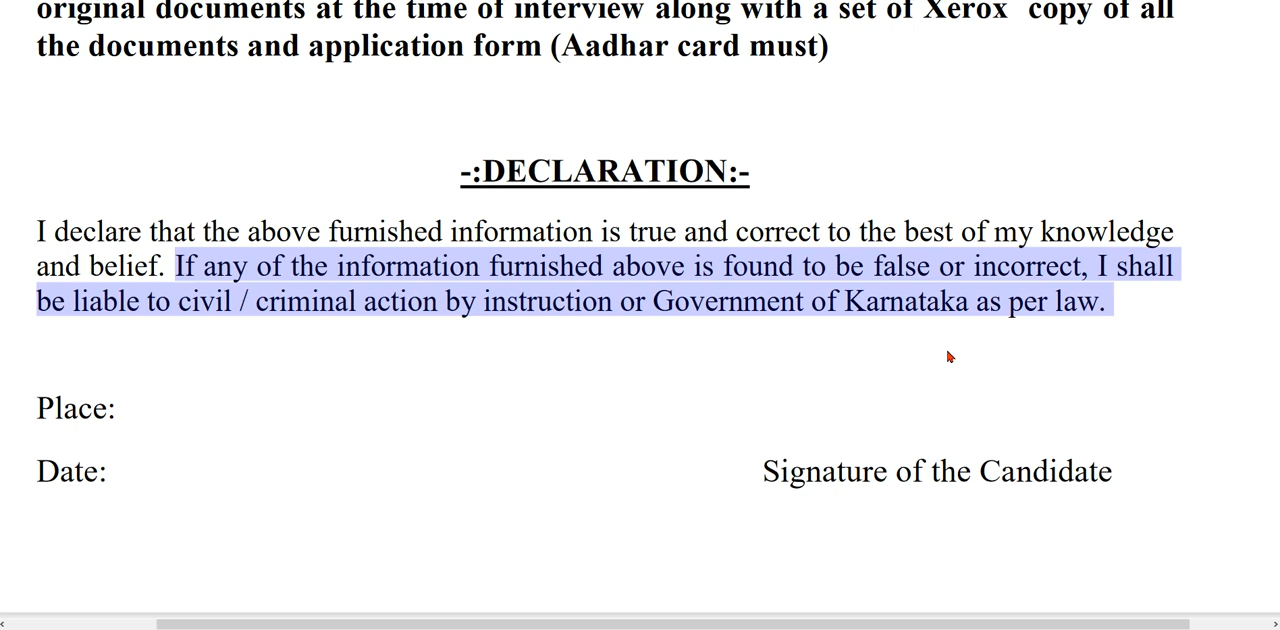 original documents at the time of interview along with a set of Xerox  copy of all
the documents and application form (Aadhar card must)
-:DECLARATION:-
I declare that the above furnished information is true and correct to the best of my knowledge
and belief. If any of the information furnished above is found to be false or incorrect, I shall
be liable to civil / criminal action by instruction or Government of Karnataka as per law.
Place:
Date:
Signature of the Candidate